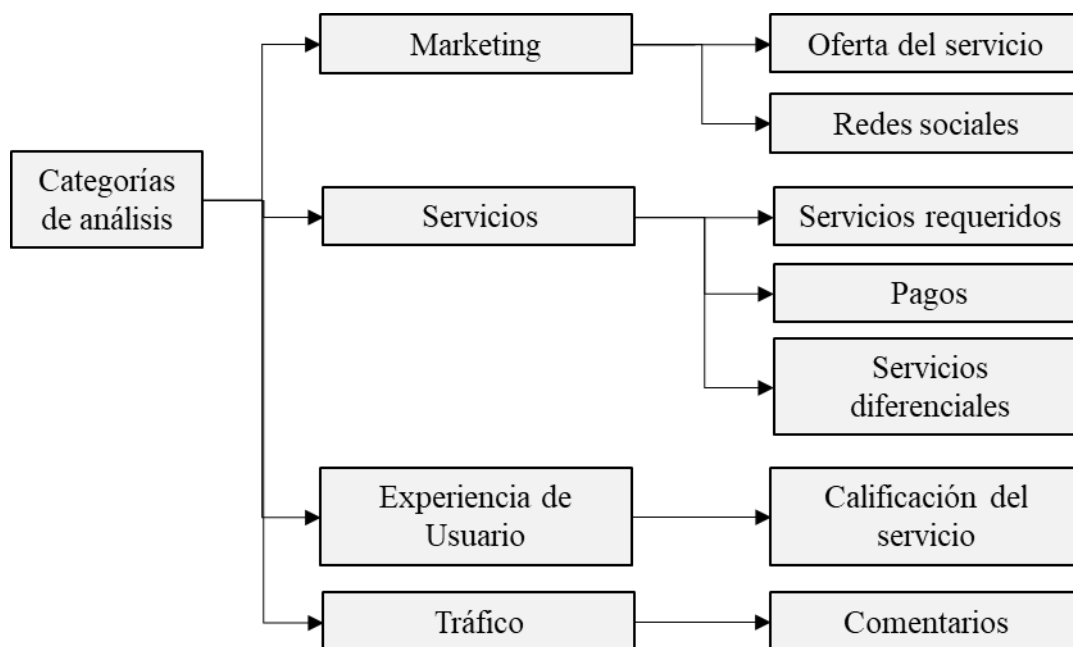 Categorías
de análisis
Marketing
Oferta del servicio
Redes sociales
Servicios
Servicios requeridos
Pagos
Servicios
diferenciales
Experiencia de
Usuario
Calificación del
servicio
Tráfico
Comentarios